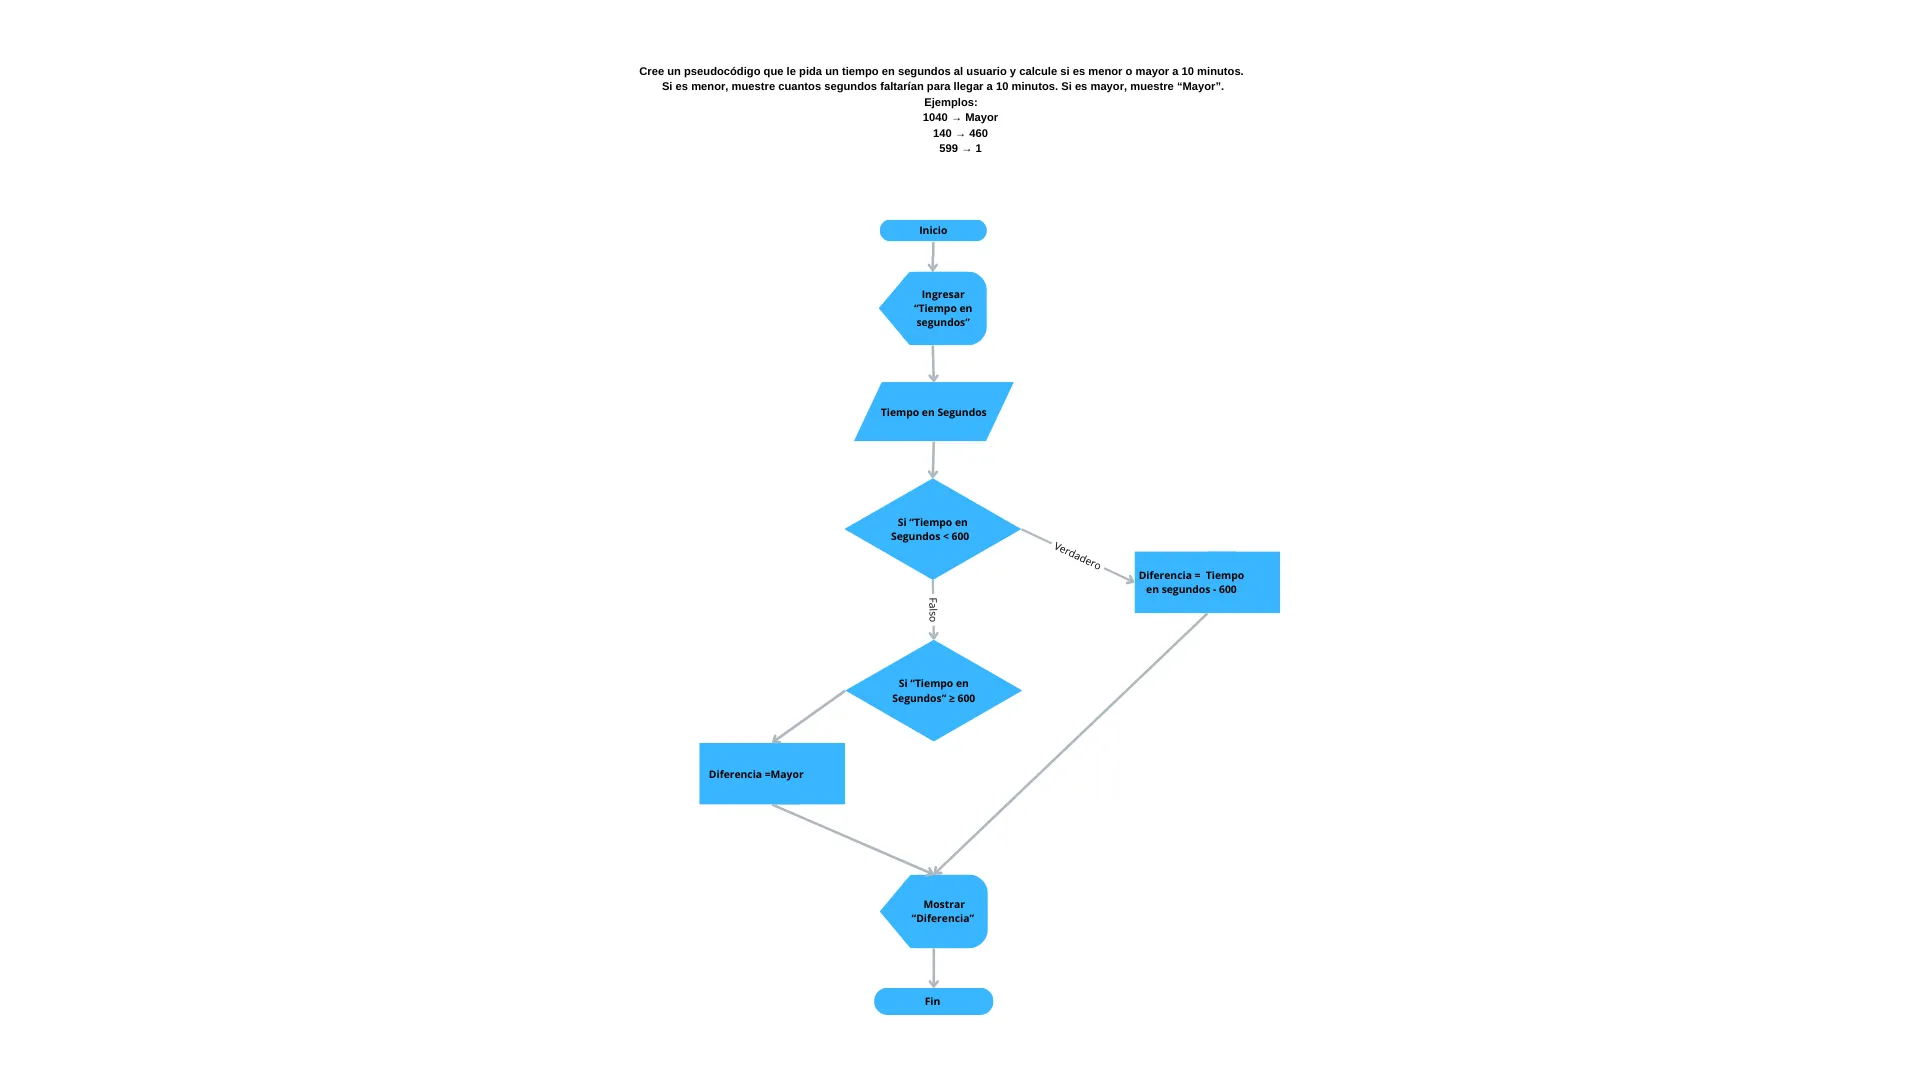 Cree un pseudocódigo que le pida un tiempo en segundos al usuario y calcule si es menor o mayor a 10 minutos.
Si es menor, muestre cuantos segundos faltarían para llegar a 10 minutos. Si es mayor, muestre “Mayor”.
Ejemplos:
1040 → Mayor
140 → 460
599 → 1
Inicio
Ingresar
“Tiempo en
segundos”
Tiempo en Segundos
Si “Tiempo en
Segundos < 600
Verdadero
Diferencia = Tiempo
en segundos - 600
Falso
Si “Tiempo en
Segundos” ≥ 600
Diferencia =Mayor
Mostrar
“Diferencia”
Fin